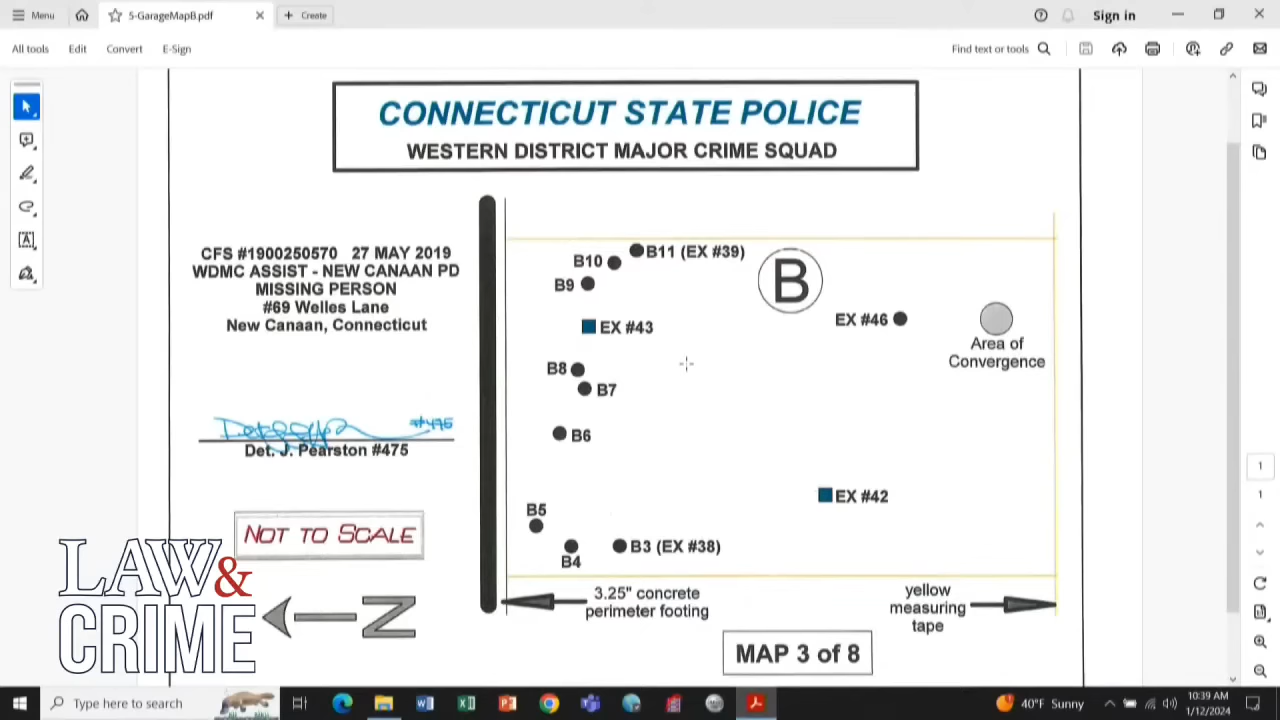 Menu
5-GarageMapB.pdf
Create
Sign in
All tools
Edit
Convert
E-Sign
Find text or tools
CONNECTICUT STATE POLICE
WESTERN DISTRICT MAJOR CRIME SQUAD
CFS #1900250570 27 MAY 2019
WDMC ASSIST - NEW CANAAN PD
MISSING PERSON
#69 Welles Lane
New Canaan, Connecticut
#475
Det. J. Pearston #475
NOT TO SCALE
N
B11 (EX #39)
B10
B9
B
EX #43
EX #46
Area of
Convergence
B8
B7
B6
EX #42
B5
B4
B3 (EX #38)
3.25" concrete
perimeter footing
yellow
measuring
tape
MAP 3 of 8
LAW&
CRIME
1
1
Type here to search
40°F Sunny
10:39 AM
1/12/2024